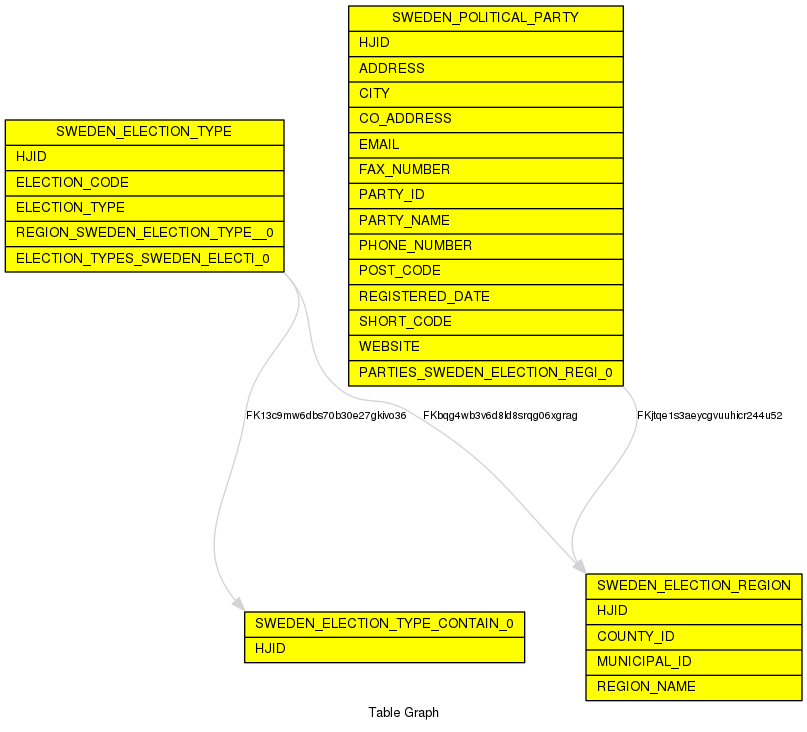 SWEDEN_POLITICAL_PARTY
HJID
ADDRESS
CITY
CO_ADDRESS
EMAIL
FAX_NUMBER
PARTY_ID
PARTY_NAME
PHONE_NUMBER
POST_CODE
REGISTERED_DATE
SHORT_CODE
WEBSITE
PARTIES_SWEDEN_ELECTION_REGI_0
SWEDEN_ELECTION_TYPE
HJID
ELECTION_CODE
ELECTION_TYPE
REGION_SWEDEN_ELECTION_TYPE__0
ELECTION_TYPES_SWEDEN_ELECTI_0
FK13c9mw6dbs70b30e27gkivo36
FKbqg4wb3v6d8ld8srqg06xgrag
FKjtqe1s3aeycgvuuhicr244u52
SWEDEN_ELECTION_TYPE_CONTAIN_0
HJID
SWEDEN_ELECTION_REGION
HJID
COUNTY_ID
MUNICIPAL_ID
REGION_NAME
Table Graph